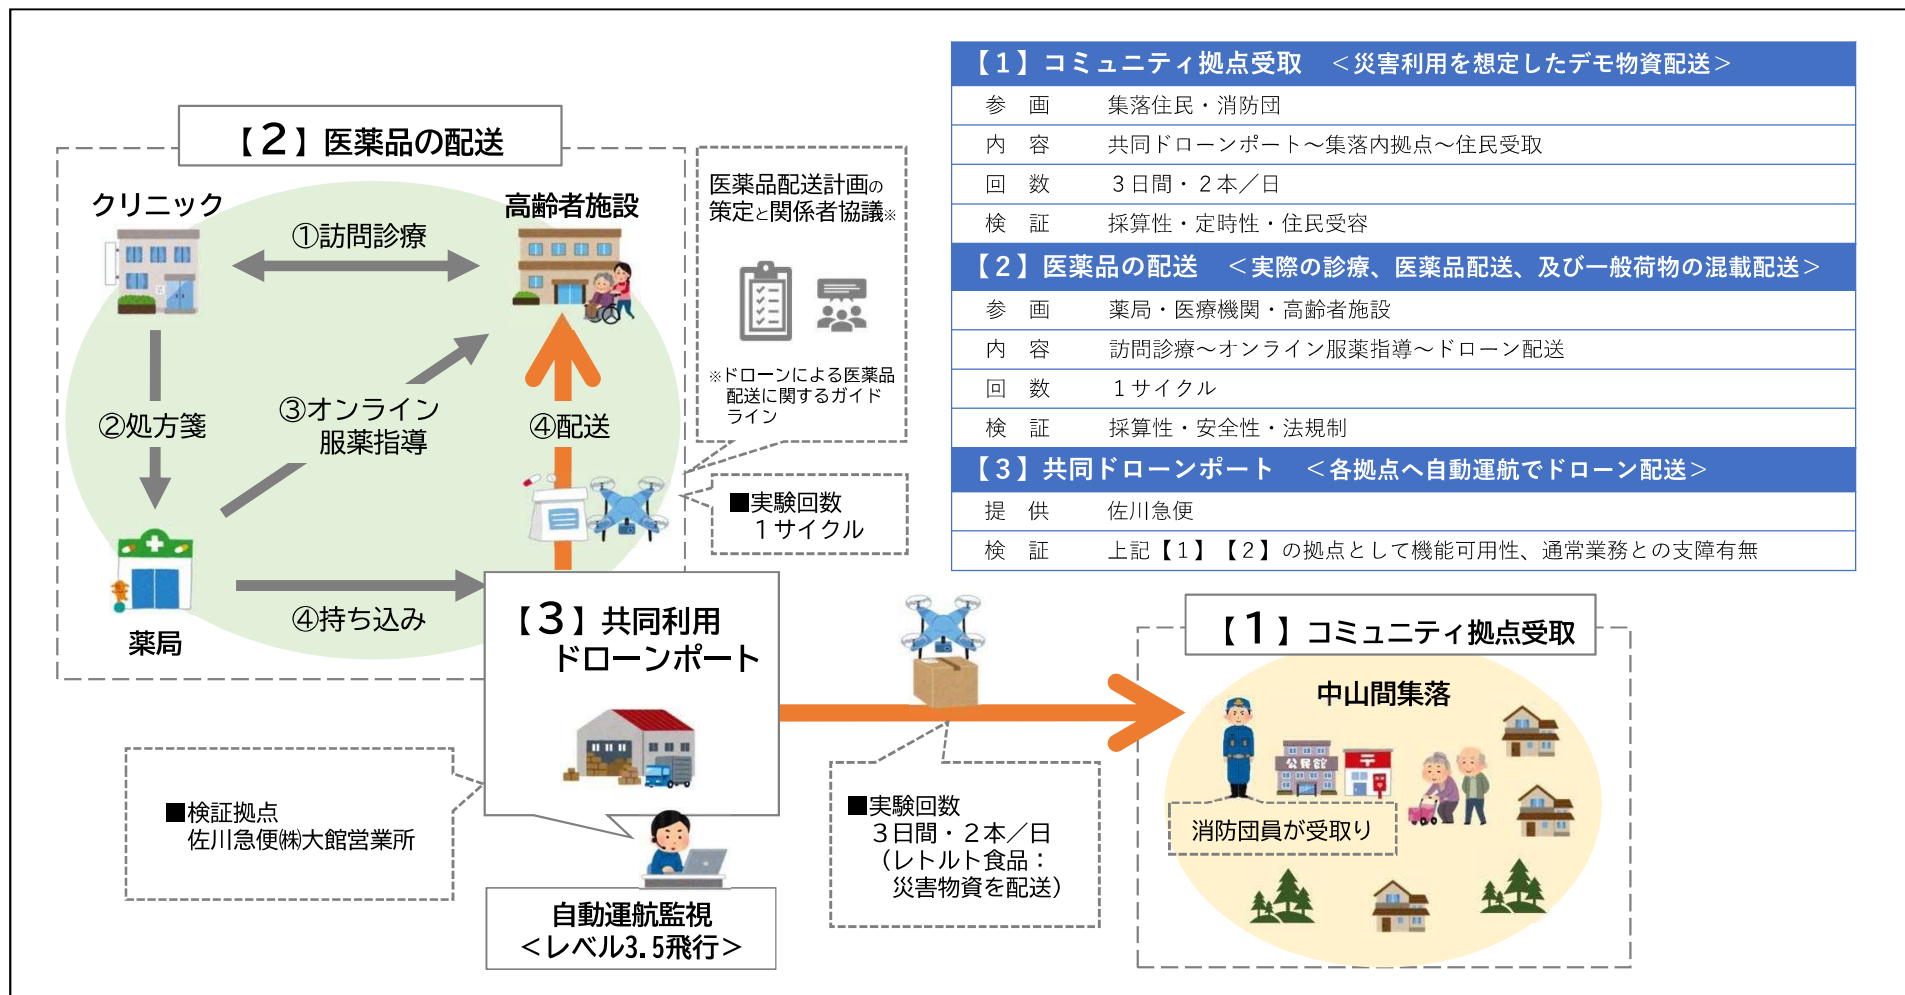 【2】医薬品の配送
クリニック
高齢者施設
①訪問診療
②処方箋
③オンライン
服薬指導
④配送
④持ち込み
薬局
医薬品配送計画の
策定と関係者協議※
※ドローンによる医薬品
配送に関するガイド
ライン
■実験回数
1サイクル
【3】共同利用
ドローンポート
■検証拠点
佐川急便㈱大館営業所
自動運航監視
＜レベル3.5飛行＞
■実験回数
3日間・2本／日
（レトルト食品：
災害物資を配送）
【1】コミュニティ拠点受取
中山間集落
公民館
〒
消防団員が受取り
【1】コミュニティ拠点受取　＜災害利用を想定したデモ物資配送＞
参　画　集落住民・消防団
内　容　共同ドローンポート～集落内拠点～住民受取
回　数　3日間・2本／日
検　証　採算性・定時性・住民受容
【2】医薬品の配送　＜実際の診療、医薬品配送、及び一般荷物の混載配送＞
参　画　薬局・医療機関・高齢者施設
内　容　訪問診療～オンライン服薬指導～ドローン配送
回　数　1サイクル
検　証　採算性・安全性・法規制
【3】共同ドローンポート　＜各拠点へ自動運航でドローン配送＞
提　供　佐川急便
検　証　上記【1】【2】の拠点として機能可用性、通常業務との支障有無